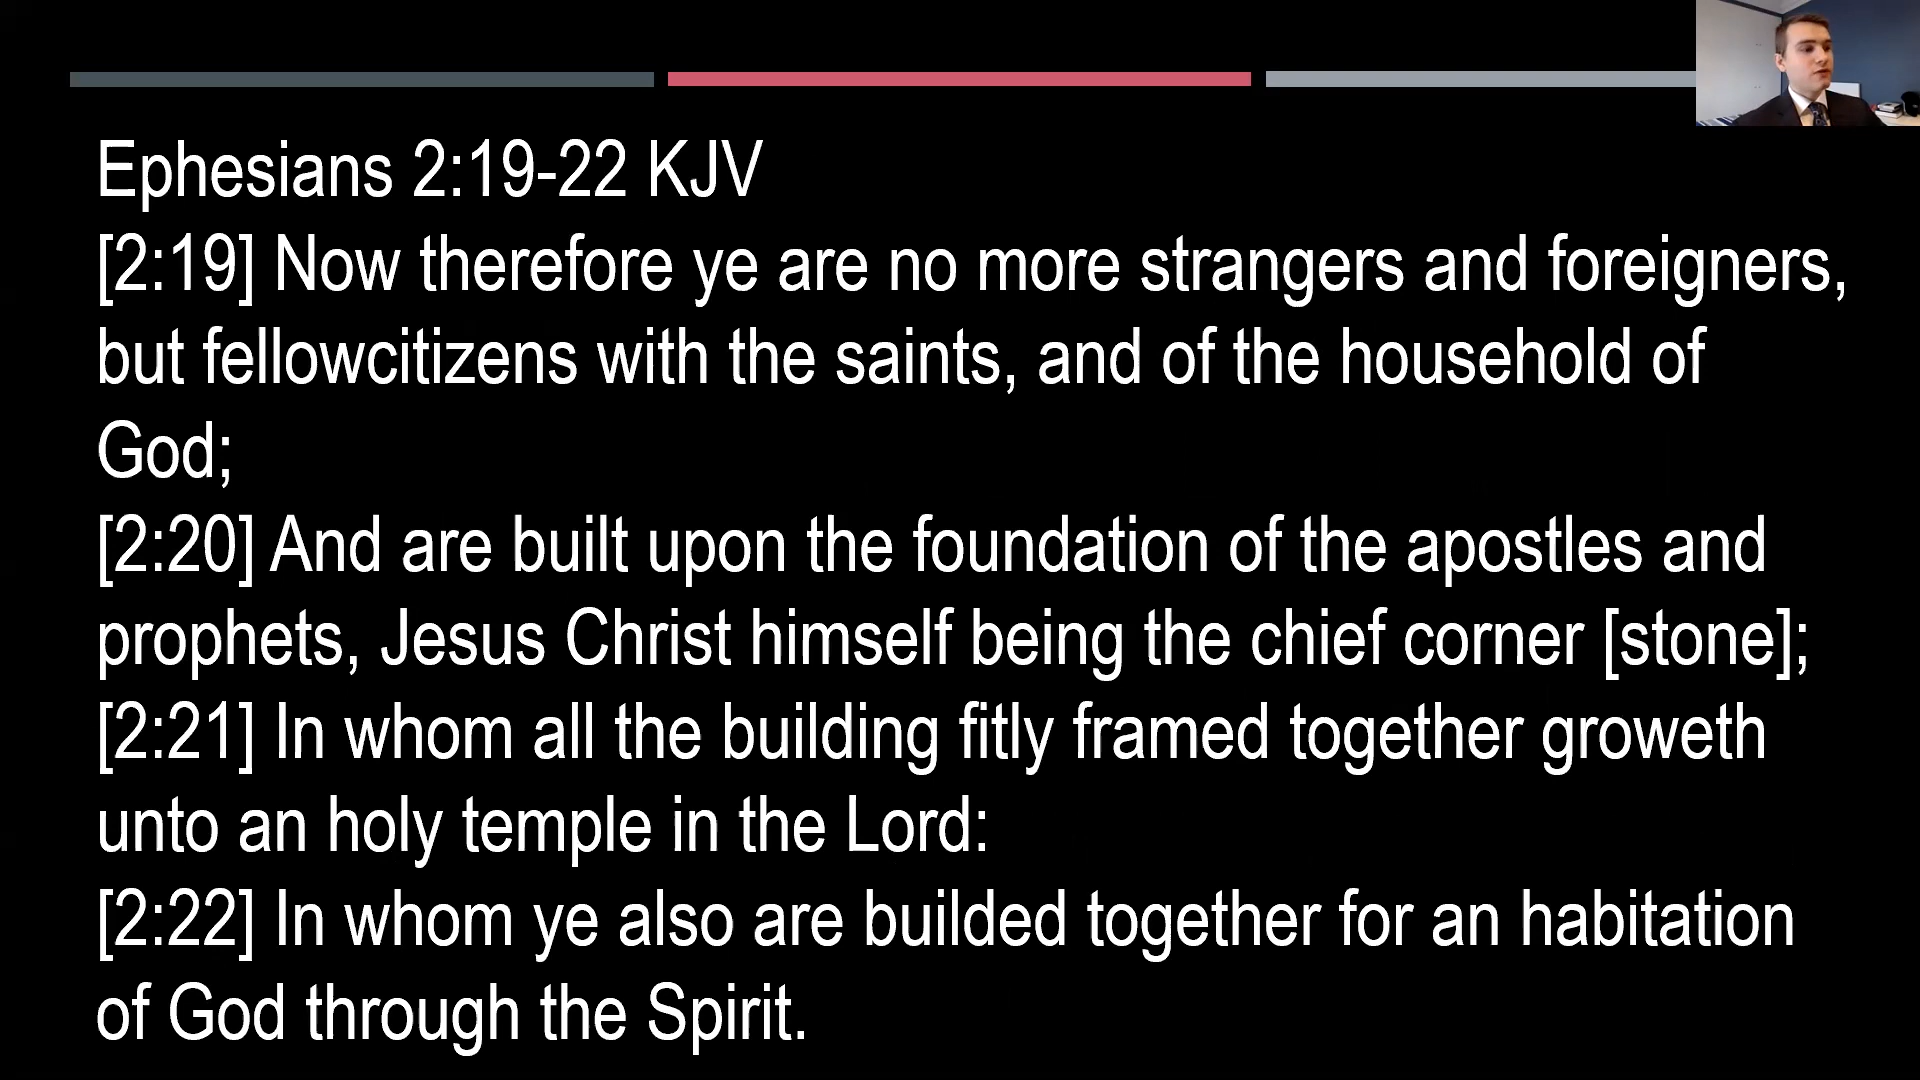 Ephesians 2:19-22 KJV
[2:19] Now therefore ye are no more strangers and foreigners,
but fellowcitizens with the saints, and of the household of
God;
[2:20] And are built upon the foundation of the apostles and
prophets, Jesus Christ himself being the chief corner [stone];
[2:21] In whom all the building fitly framed together groweth
unto an holy temple in the Lord:
[2:22] In whom ye also are builded together for an habitation
of God through the Spirit.